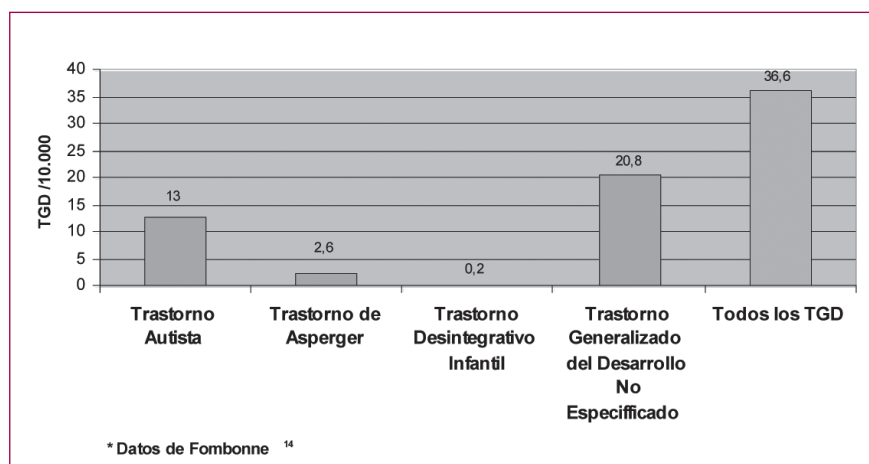 TGD /10.000
40
35
30
25
20
15
10
5
0
13
2,6
0,2
20,8
36,6
Trastorno
Autista
Trastorno de
Asperger
Trastorno
Desintegrativo
Infantil
Trastorno
Generalizado
del Desarrollo
No
Especifficado
Todos los TGD
* Datos de Fombonne 14